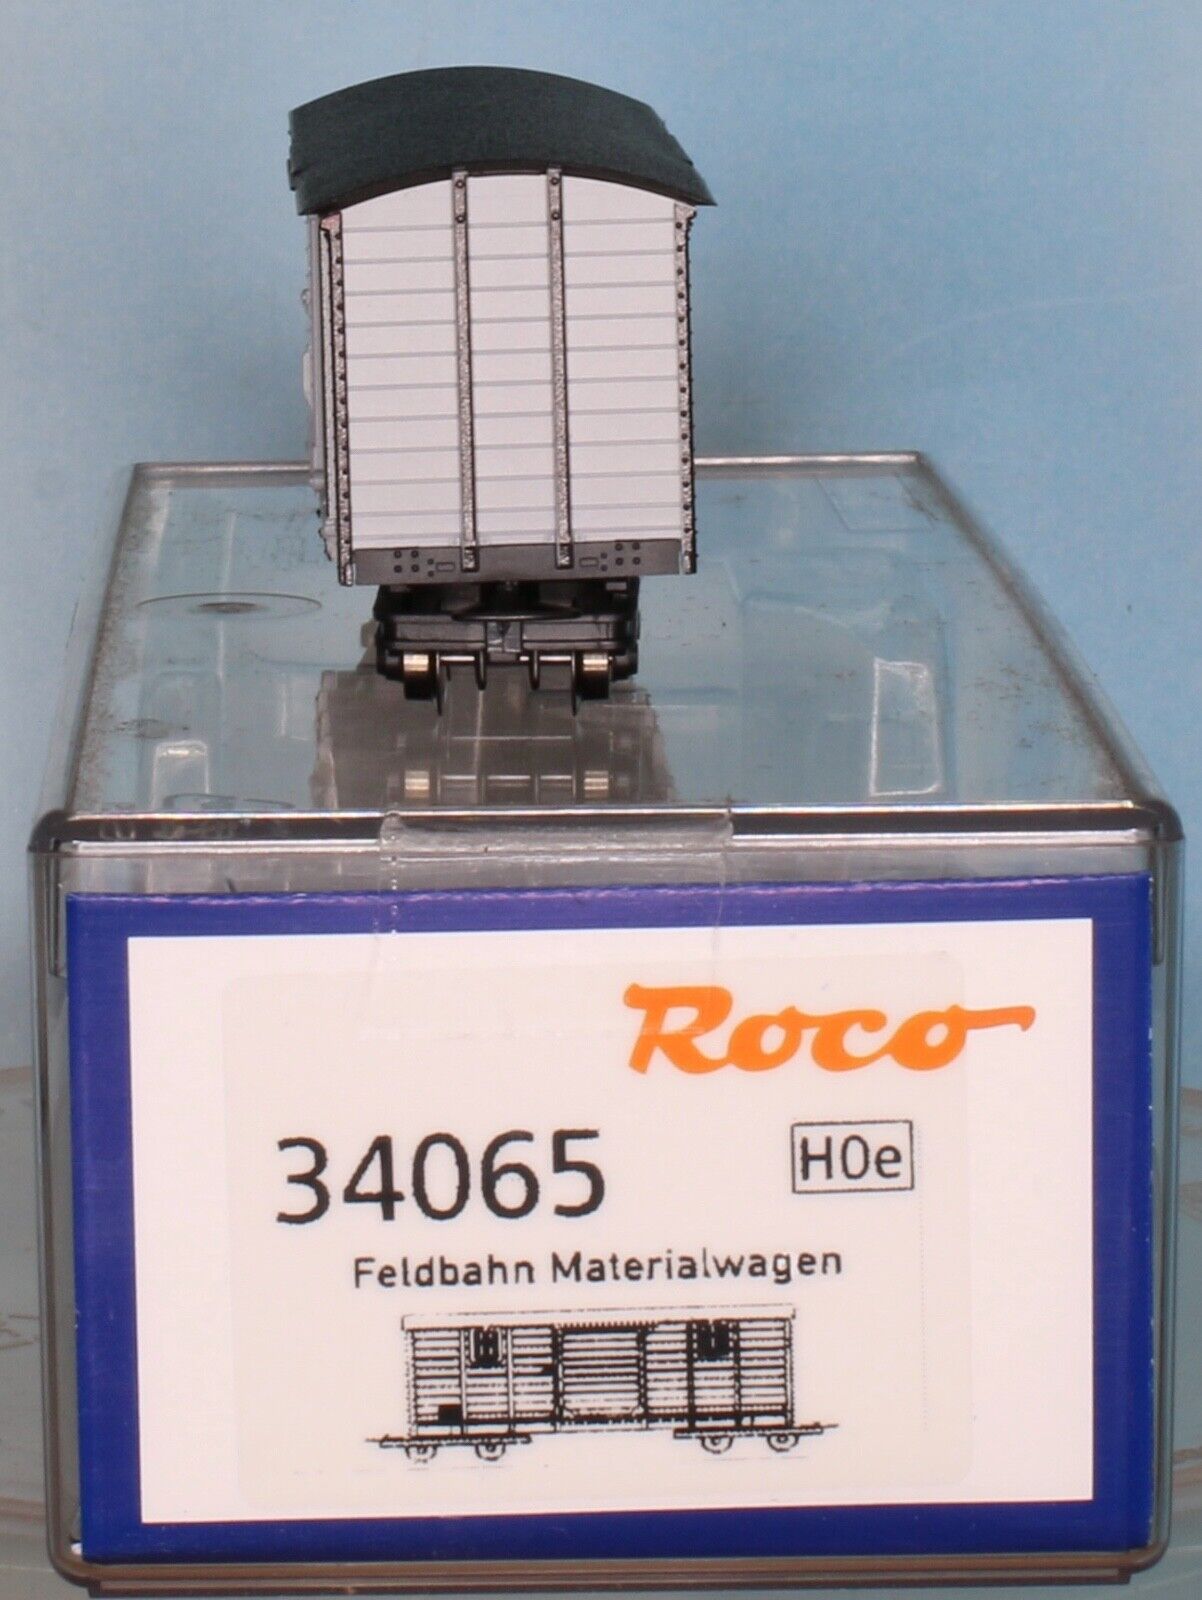 Roco
34065
H0e
Feldbahn Materialwagen